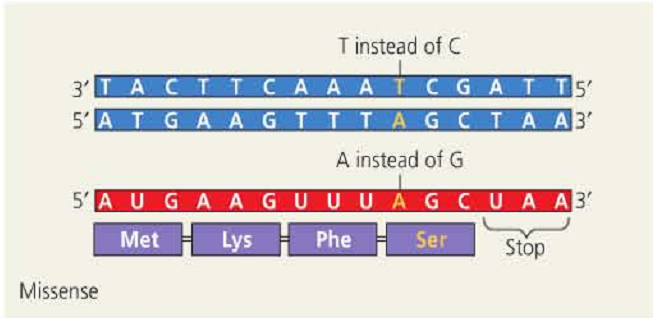 T instead of C
3′ T A C T T C A A A T C G A T T 5′
5′ A T G A A G T T T A G C T A A 3′
A instead of G
5′ A U G A A G U U U A G C U A A 3′
Met Lys Phe Ser Stop
Missense